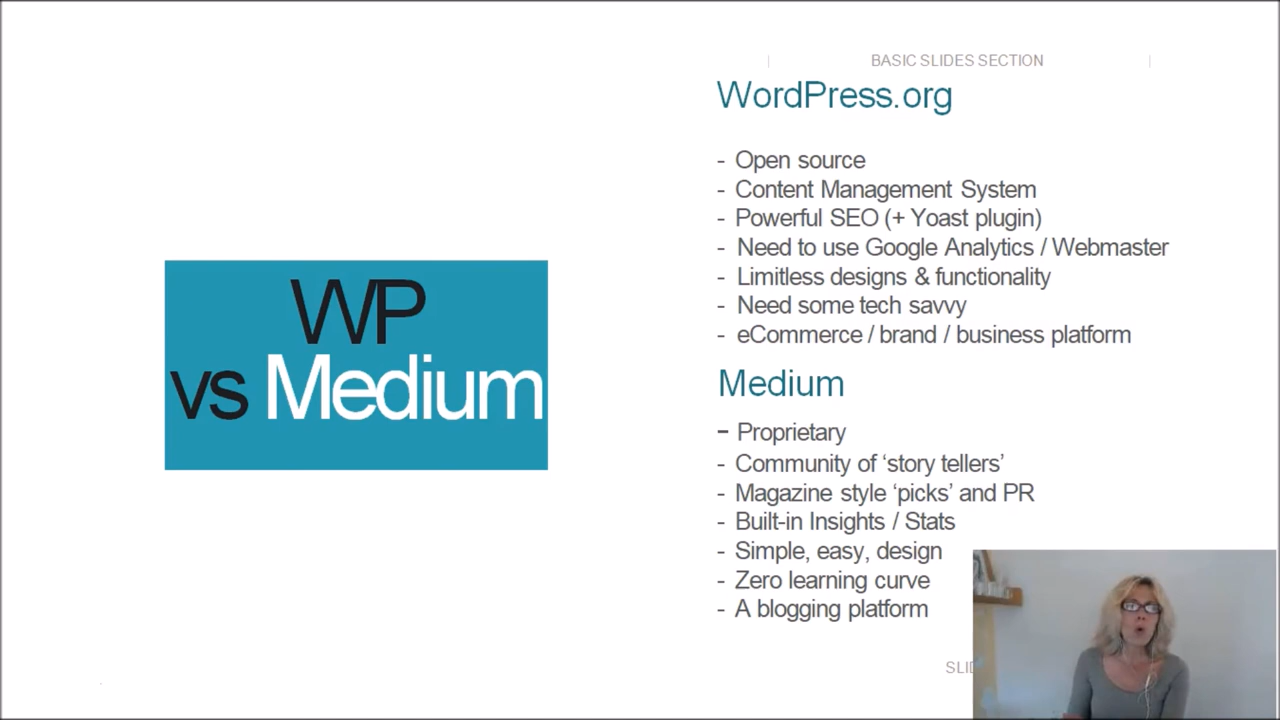 BASIC SLIDES SECTION
WordPress.org
- Open source
- Content Management System
- Powerful SEO (+ Yoast plugin)
- Need to use Google Analytics / Webmaster
- Limitless designs & functionality
- Need some tech savvy
- eCommerce / brand / business platform
WP
vs Medium
Medium
- Proprietary
- Community of ‘story tellers’
- Magazine style ‘picks’ and PR
- Built-in Insights / Stats
- Simple, easy, design
- Zero learning curve
- A blogging platform